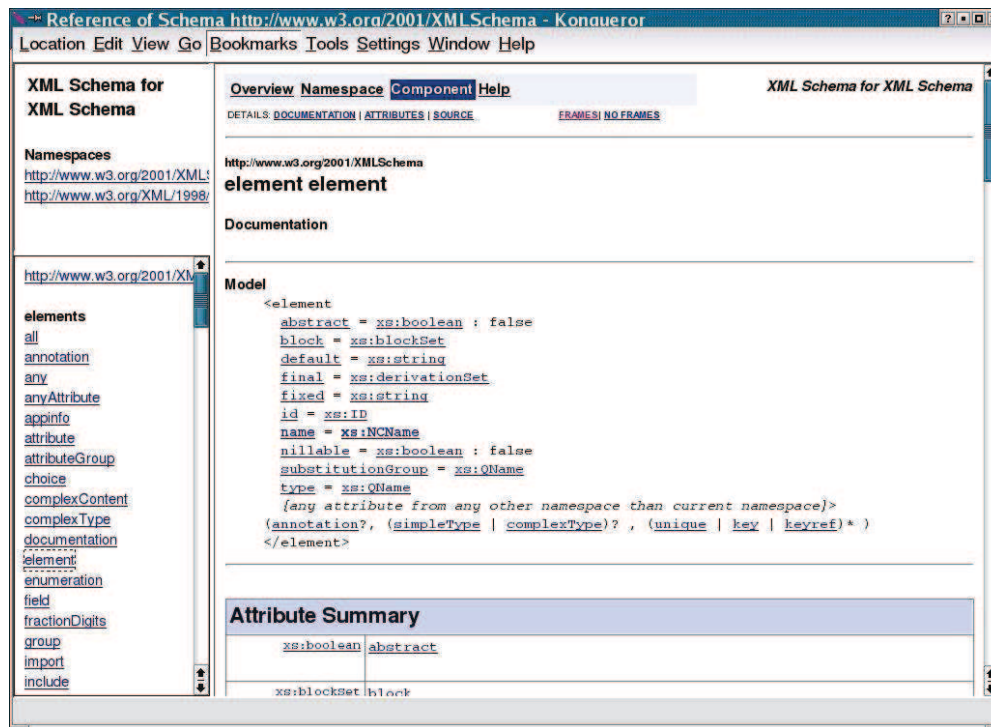 Reference of Schema http://www.w3.org/2001/XMLSchema - Konqueror
Location Edit View Go Bookmarks Tools Settings Window Help
XML Schema for
XML Schema
Namespaces
http://www.w3.org/2001/XMLS
http://www.w3.org/XML/1998/
http://www.w3.org/2001/XM
elements
all
annotation
any
anyAttribute
appinfo
attribute
attributeGroup
choice
complexContent
complexType
documentation
element
enumeration
field
fractionDigits
group
import
include
Overview Namespace Component Help
XML Schema for XML Schema
DETAILS: DOCUMENTATION | ATTRIBUTES | SOURCE
FRAMES| NO FRAMES
http://www.w3.org/2001/XMLSchema
element element
Documentation
Model
<element
abstract = xs:boolean : false
block = xs:blockSet
default = xs:string
final = xs:derivationSet
fixed = xs:string
id = xs:ID
name = xs:NCName
nillable = xs:boolean : false
substitutionGroup = xs:QName
type = xs:QName
{any attribute from any other namespace than current namespace}>
(annotation?, (simpleType | complexType)? , (unique | key | keyref)* )
</element>
Attribute Summary
xs:boolean abstract
xs:blockSet block